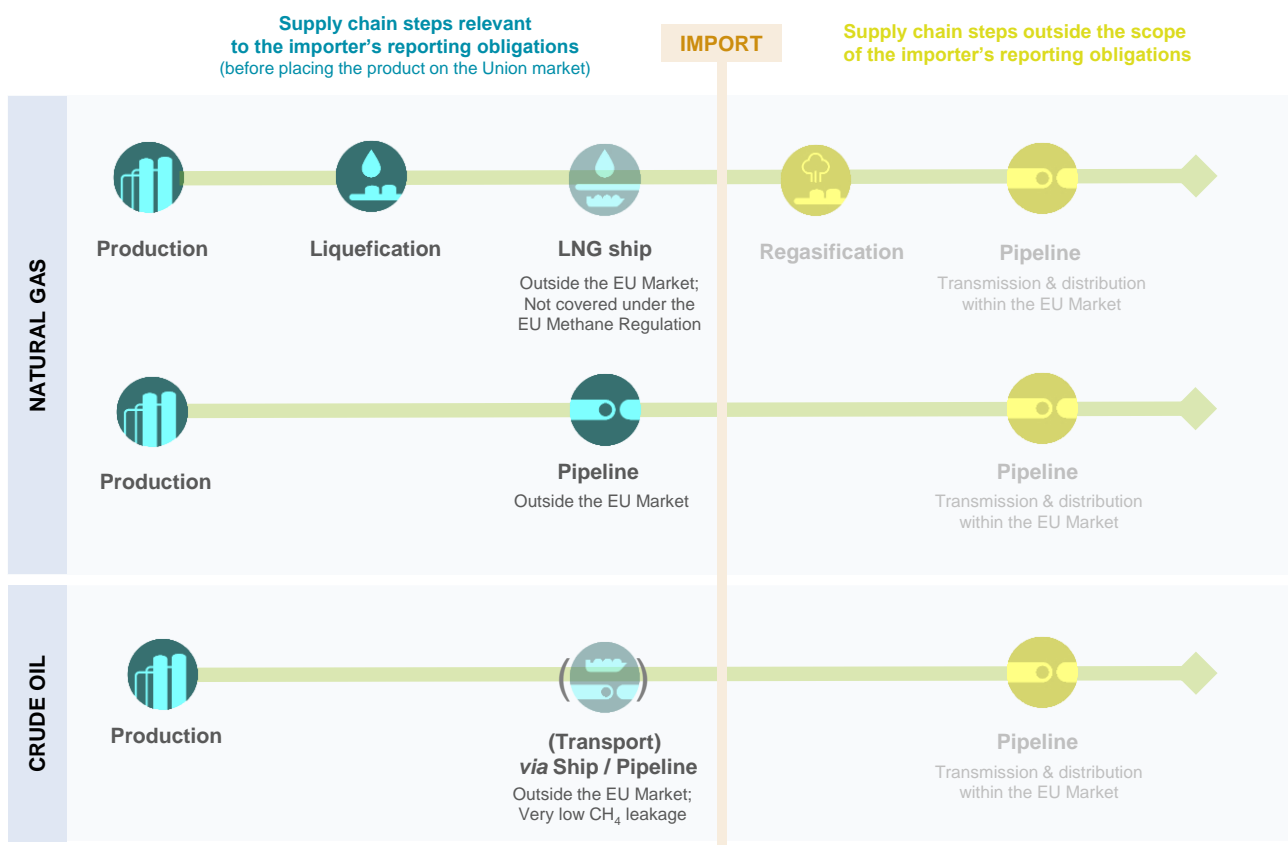 Supply chain steps relevant
to the importer's reporting obligations
(before placing the product on the Union market)
IMPORT
Supply chain steps outside the scope
of the importer's reporting obligations
NATURAL GAS
Production
Liquefication
LNG ship
Outside the EU Market;
Not covered under the
EU Methane Regulation
Regasification
Pipeline
Transmission & distribution
within the EU Market
Production
Pipeline
Outside the EU Market
Pipeline
Transmission & distribution
within the EU Market
CRUDE OIL
Production
(Transport)
via Ship / Pipeline
Outside the EU Market;
Very low CH₄ leakage
Pipeline
Transmission & distribution
within the EU Market